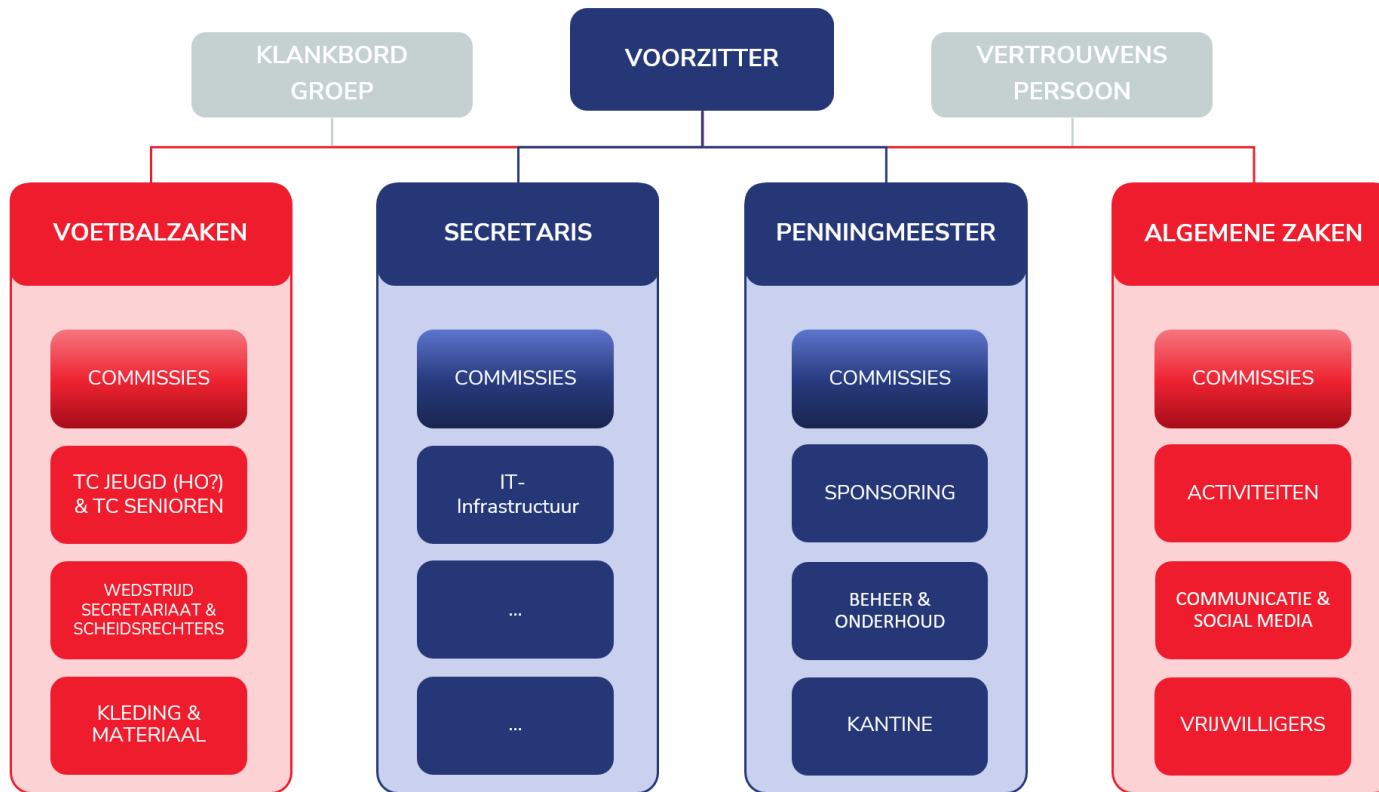 KLANKBORD
GROEP
VOORZITTER
VERTROUWENS
PERSOON
VOETBALZAKEN
COMMISSIES
TC JEUGD (HO?)
& TC SENIOREN
WEDSTRIJD
SECRETARIAAT &
SCHEIDSRECHTERS
KLEDING &
MATERIAAL
SECRETARIS
COMMISSIES
IT-
Infrastructuur
...
...
PENNINGMEESTER
COMMISSIES
SPONSORING
BEHEER &
ONDERHOUD
KANTINE
ALGEMENE ZAKEN
COMMISSIES
ACTIVITEITEN
COMMUNICATIE &
SOCIAL MEDIA
VRIJWILLIGERS